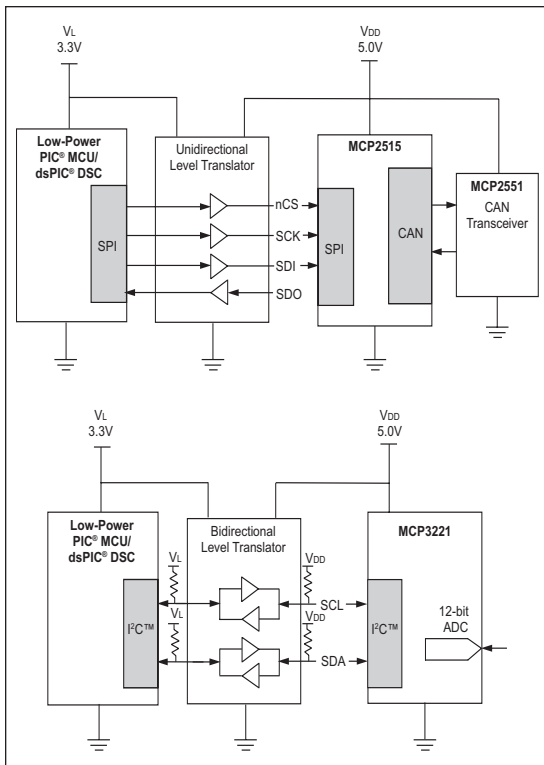 VL
3.3V
VDD
5.0V
Low-Power
PIC® MCU/
dsPIC® DSC
Unidirectional
Level Translator
MCP2515
MCP2551
CAN
Transceiver
SPI
nCS
SCK
SDI
SDO
SPI
CAN
VL
3.3V
VDD
5.0V
Low-Power
PIC® MCU/
dsPIC® DSC
Bidirectional
Level Translator
MCP3221
VL
VDD
I²C™
SCL
I²C™
12-bit
ADC
VL
VDD
SDA